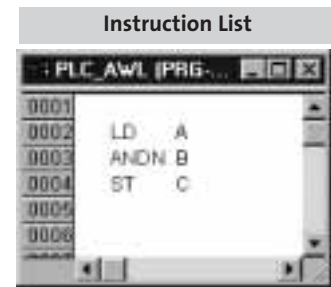 Instruction List
PLC_AWL (PRG-...
0001
0002 LD A
0003 ANDN B
0004 ST C
0005
0006